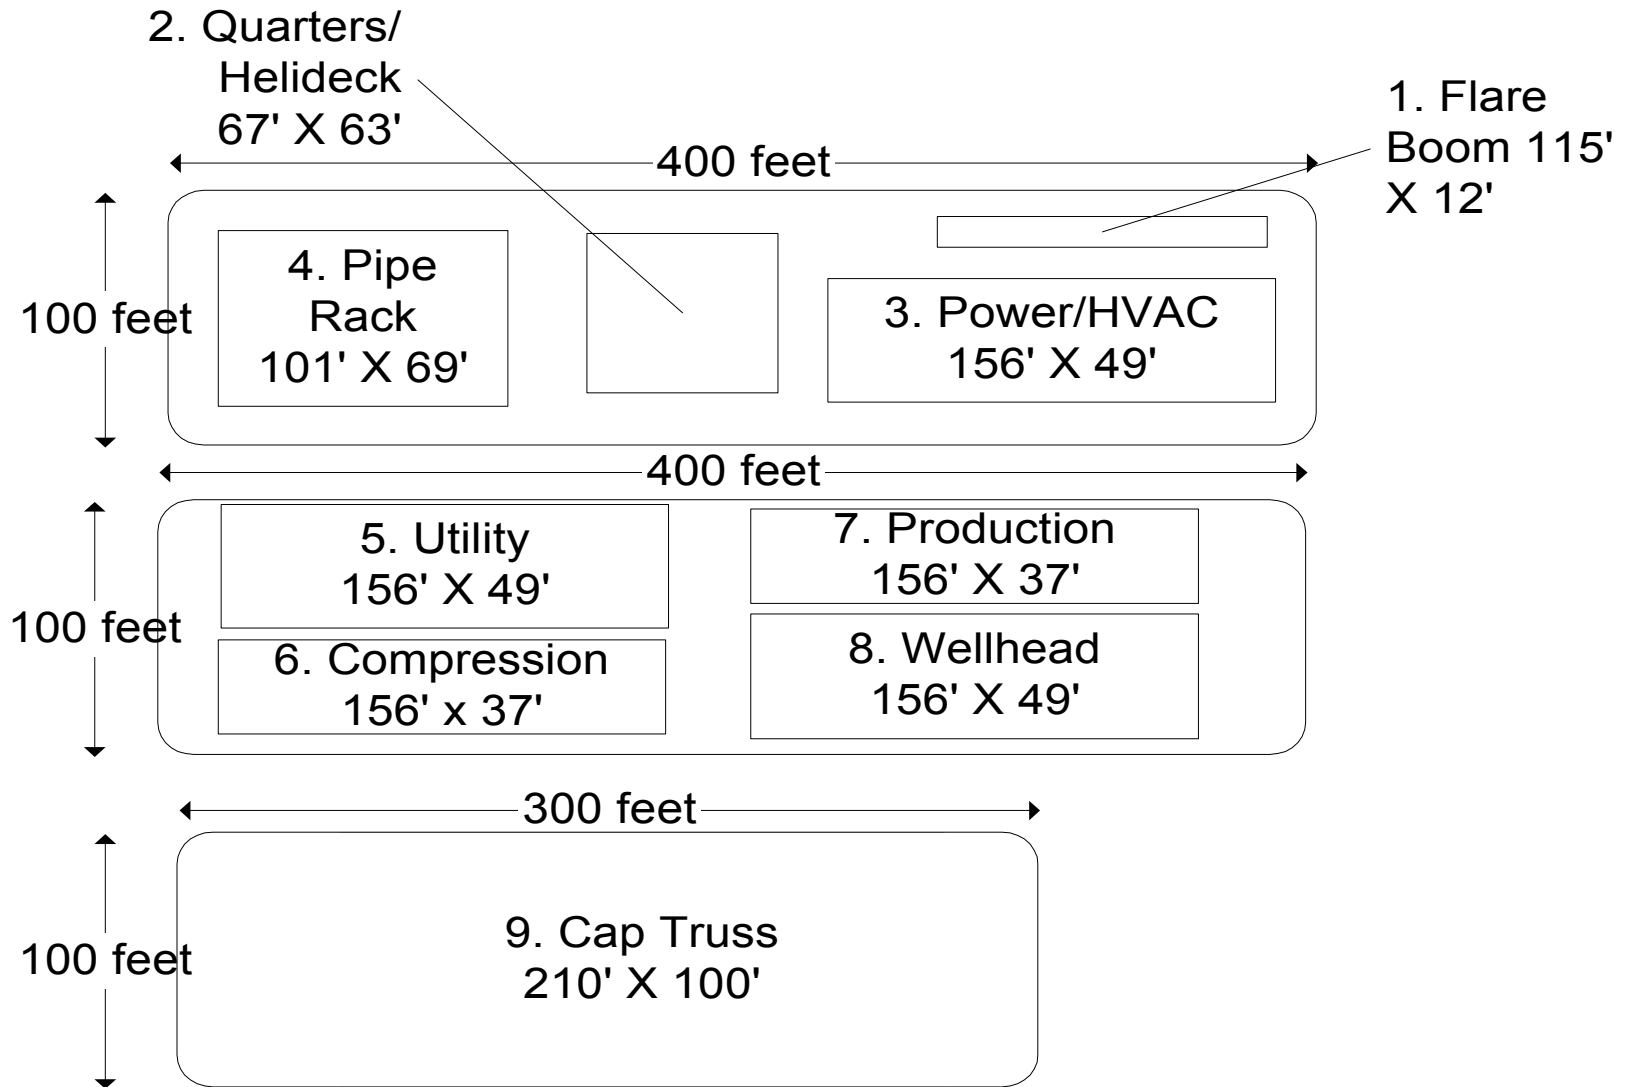 2. Quarters/
Helideck
67' X 63'
1. Flare
Boom 115'
X 12'
400 feet
100 feet
4. Pipe
Rack
101' X 69'
3. Power/HVAC
156' X 49'
400 feet
100 feet
5. Utility
156' X 49'
7. Production
156' X 37'
6. Compression
156' x 37'
8. Wellhead
156' X 49'
300 feet
100 feet
9. Cap Truss
210' X 100'